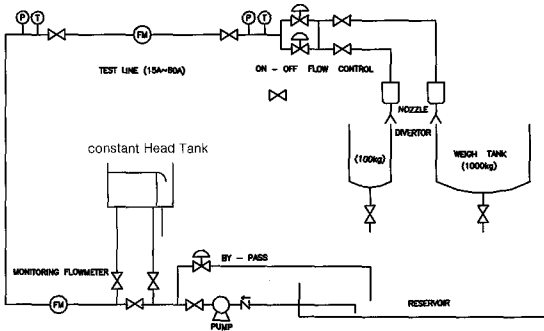 P T FM P T
TEST LINE (15A~80A) ON - OFF FLOW CONTROL
NOZZLE
DIVERTOR
constant Head Tank
(100kg)
WEIGH TANK
(1000kg)
BY - PASS
MONITORING FLOWMETER
FM
RESERVOIR
PUMP